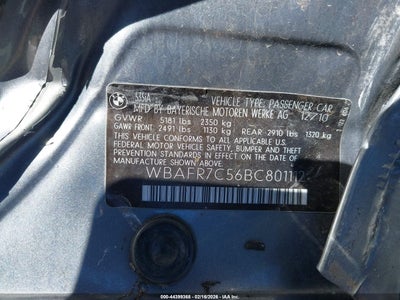 BMW
535IA VEHICLE TYPE: PASSENGER CAR
MFD BY BAYERISCHE MOTOREN WERKE AG 12/10
GVWR 5181 lbs 2350 kg
GAWR FRONT 2491 lbs 1130 kg REAR 2910 lbs 1320 kg
THIS VEHICLE CONFORMS TO ALL APPLICABLE
FEDERAL MOTOR VEHICLE SAFETY, BUMPER AND THEFT
PREVENTION STANDARDS IN EFFECT ON THE DATE OF
MANUFACTURE SHOWN ABOVE.
WBAFR7C56BC801112
000-44399368 - 02/18/2026 - IAA